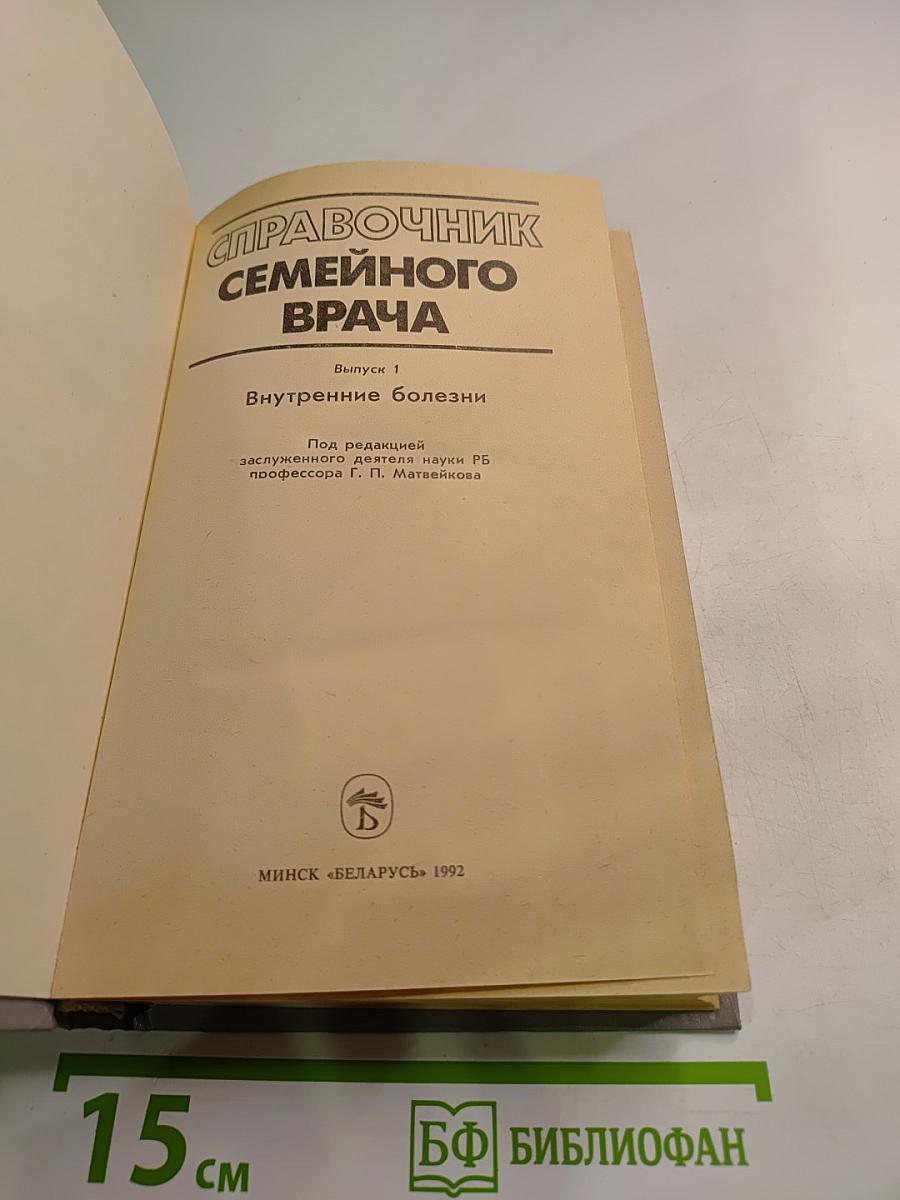 СПРАВОЧНИК
СЕМЕЙНОГО
ВРАЧА
Выпуск 1
Внутренние болезни
Под редакцией
заслуженного деятеля науки РБ
профессора Г. П. Матвейкова
Б
МИНСК «БЕЛАРУСЬ» 1992
15 см
БФ БИБЛИОФАН